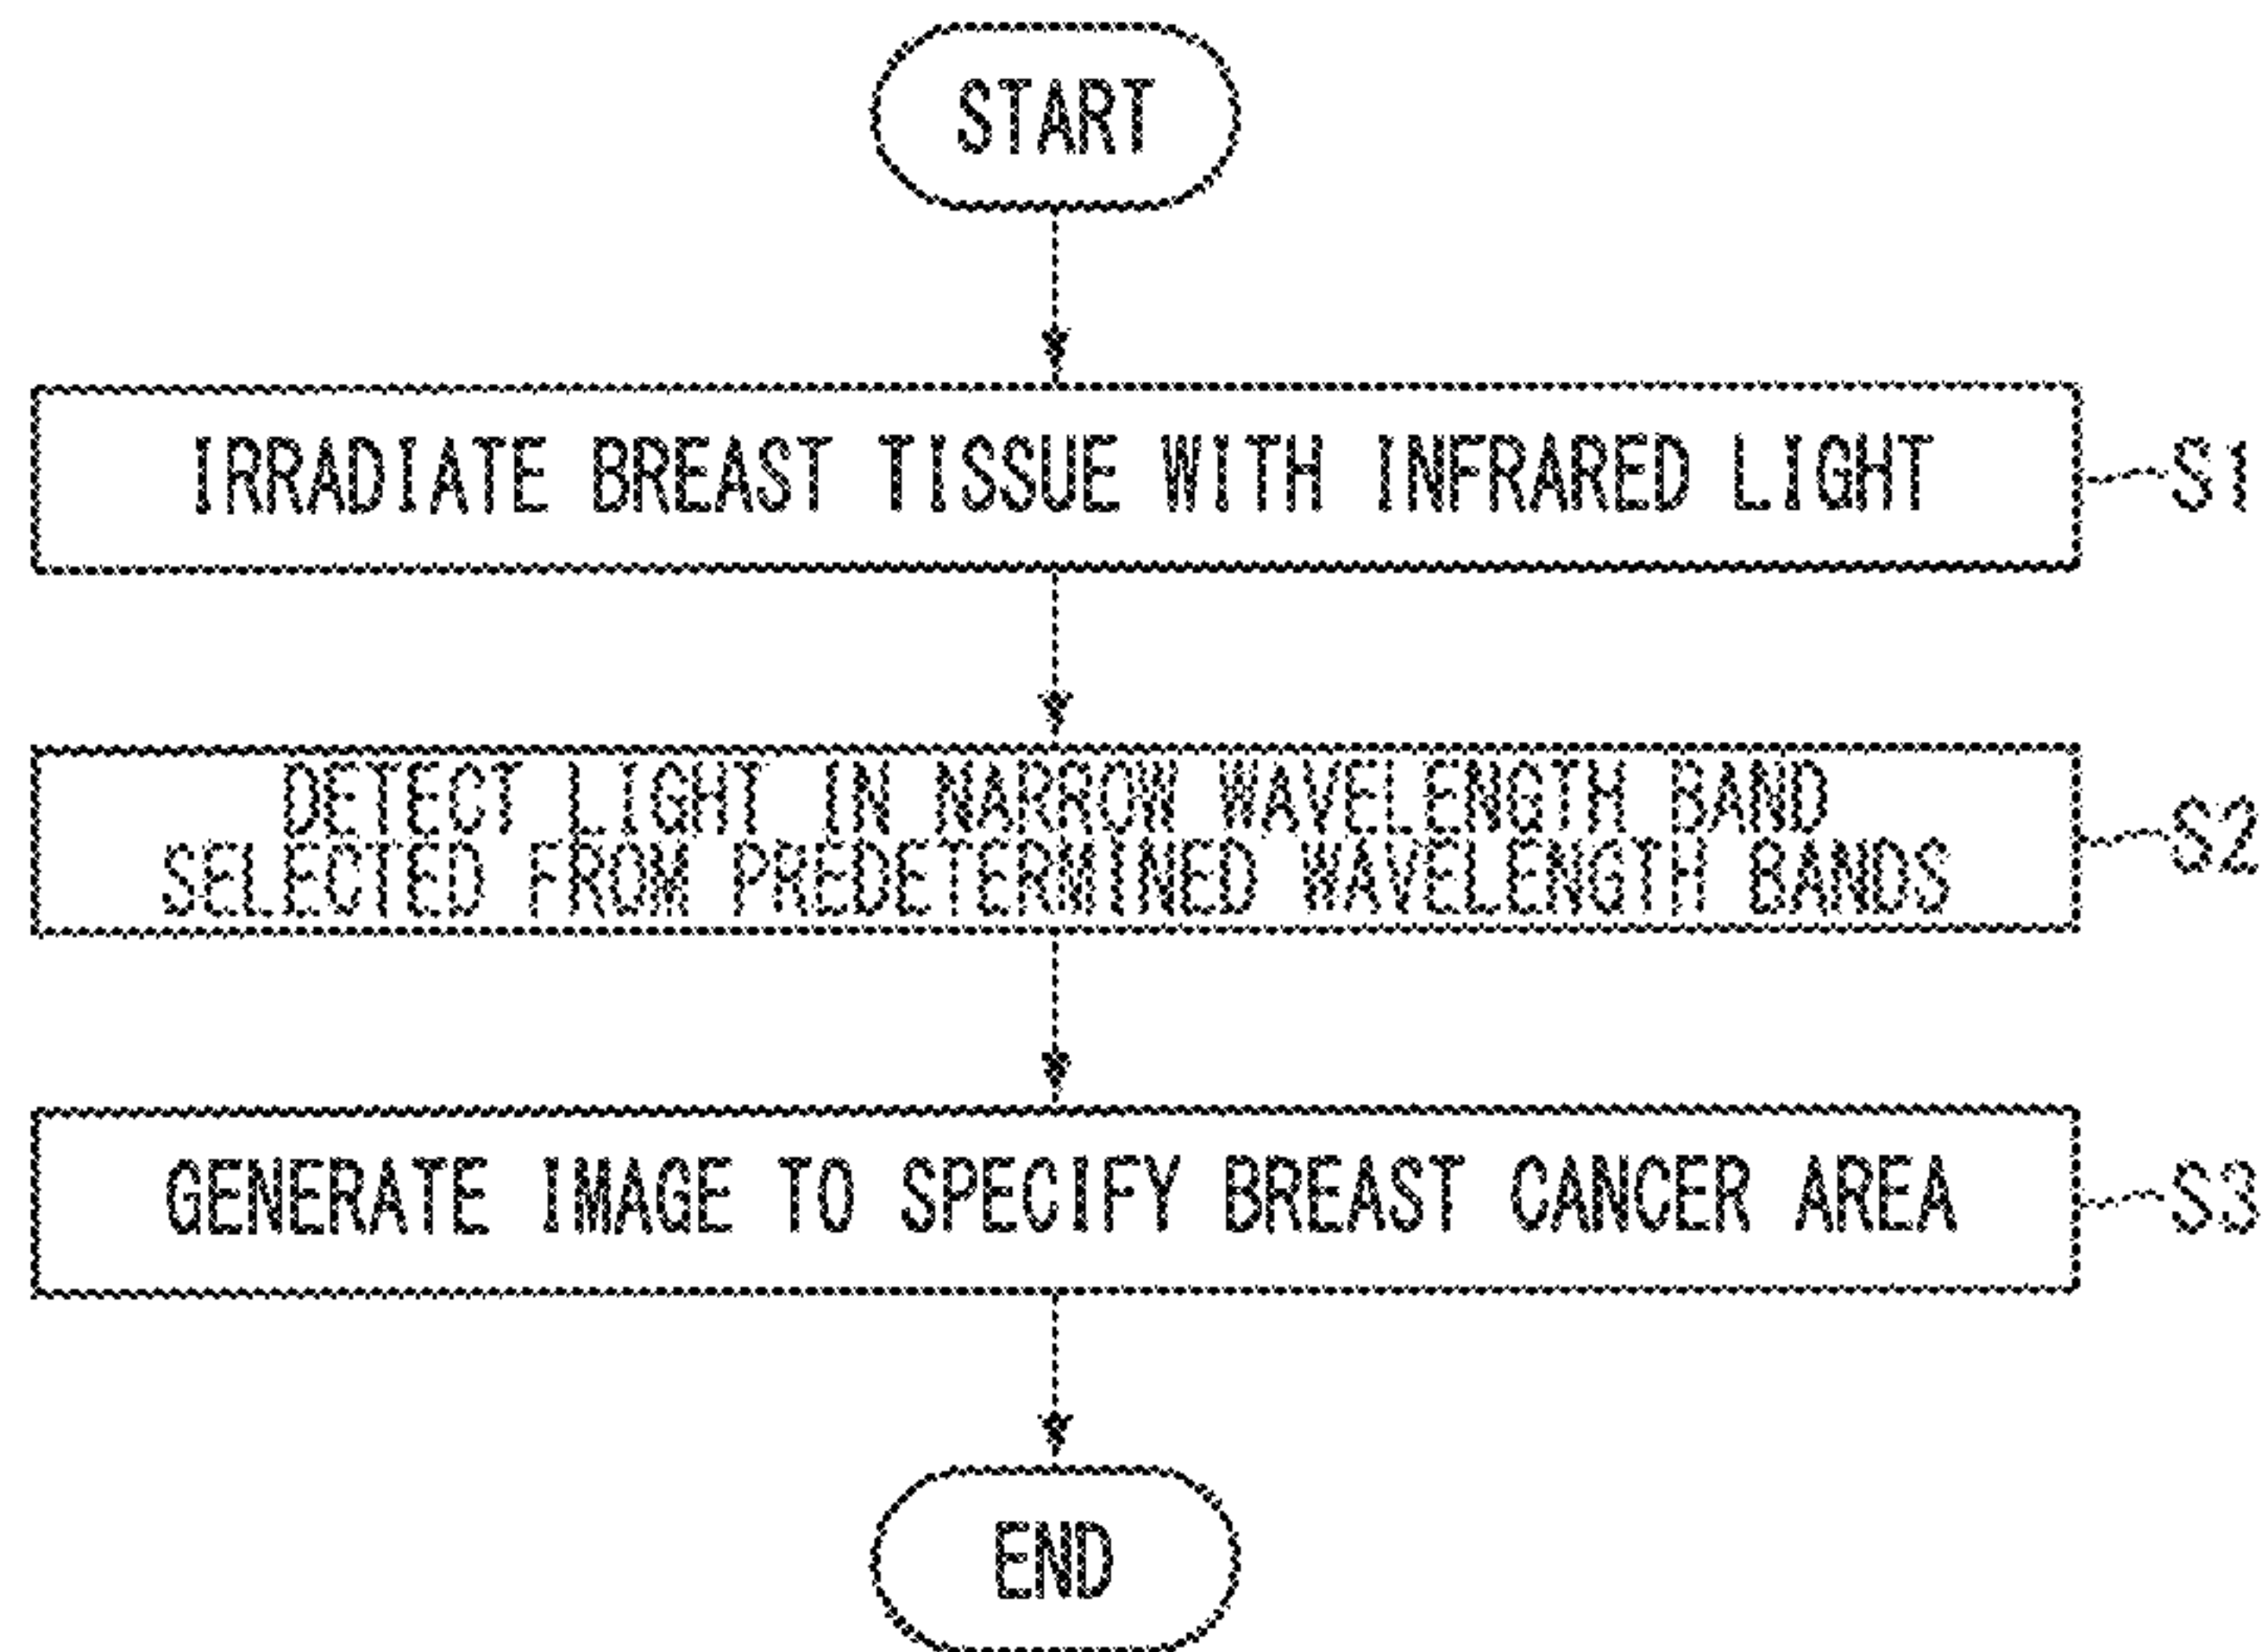 START
IRRADIATE BREAST TISSUE WITH INFRARED LIGHT
S1
DETECT LIGHT IN NARROW WAVELENGTH BAND
SELECTED FROM PREDETERMINED WAVELENGTH BANDS
S2
GENERATE IMAGE TO SPECIFY BREAST CANCER AREA
S3
END